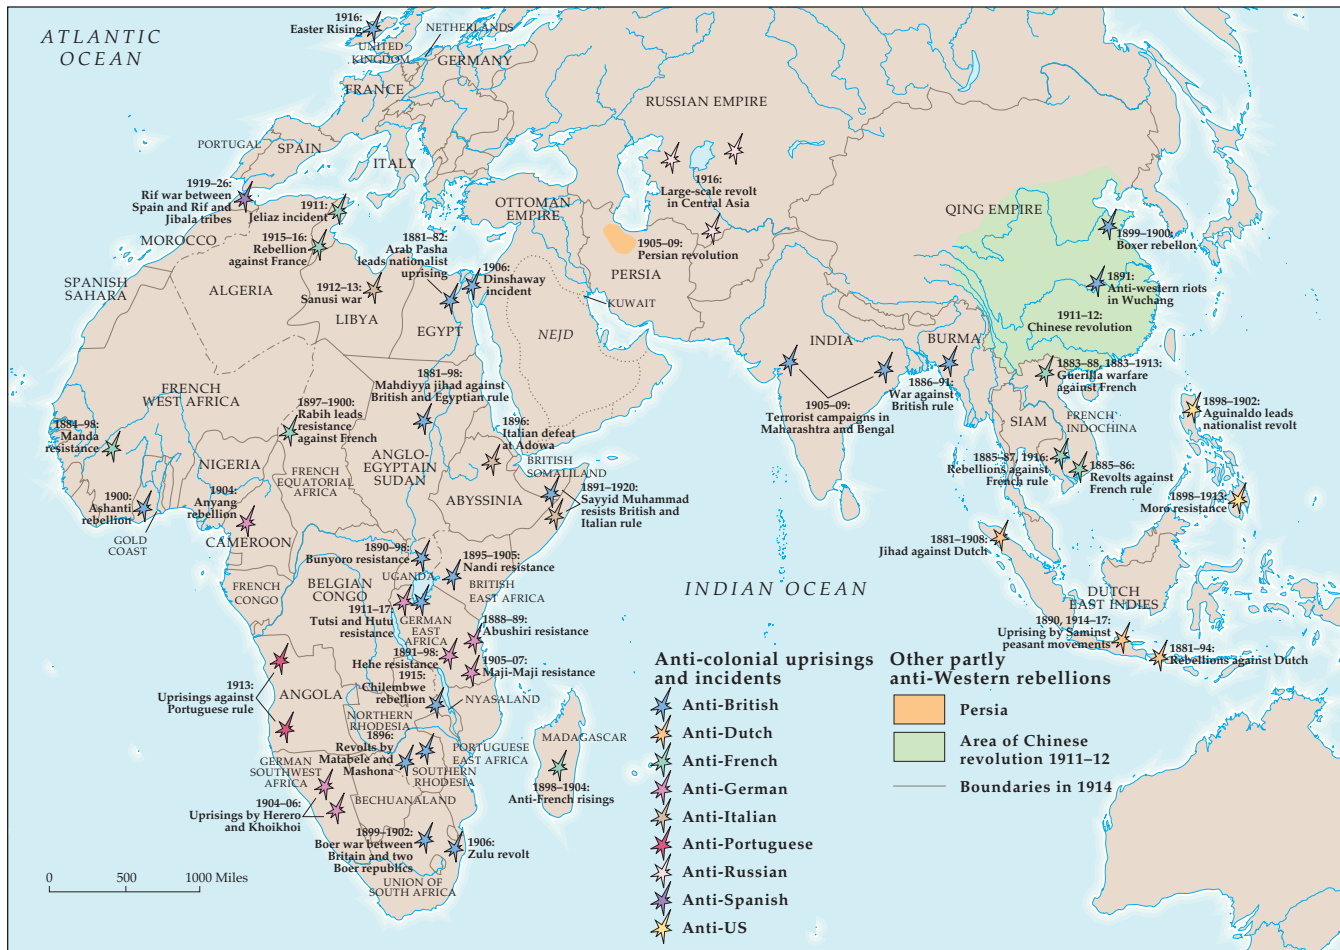 ATLANTIC
OCEAN
1916:
Easter Rising
UNITED
KINGDOM
NETHERLANDS
GERMANY
FRANCE
RUSSIAN EMPIRE
PORTUGAL
SPAIN
ITALY
1919–26:
Rif war between
Spain and Rif and
Jibala tribes
1911:
Jeliaz incident
MOROCCO
1915–16:
Rebellion
against France
1881–82:
Arab Pasha
leads nationalist
uprising
OTTOMAN
EMPIRE
1906:
Dinshaway
incident
1916:
Large-scale revolt
in Central Asia
1905–09:
Persian revolution
PERSIA
KUWAIT
QING EMPIRE
1899–1900:
Boxer rebellon
1891:
Anti-western riots
in Wuchang
1911–12:
Chinese revolution
SPANISH
SAHARA
ALGERIA
1912–13:
Sanusi war
LIBYA
EGYPT
NEJD
INDIA
BURMA
1883–88, 1883–1913:
Guerilla warfare
against French
1886–91:
War against
British rule
1905–09:
Terrorist campaigns in
Maharashtra and Bengal
SIAM
FRENCH
INDOCHINA
1898–1902:
Aguinaldo leads
nationalist revolt
1885–87, 1916:
Rebellions against
French rule
1885–86:
Revolts against
French rule
1898–1913:
Moro resistance
1881–1908:
Jihad against Dutch
FRENCH
WEST AFRICA
1881–98:
Mahdiyya jihad against
British and Egyptian rule
1897–1900:
Rabih leads
resistance
against French
1884–98:
Manda
resistance
1896:
Italian defeat
at Adowa
NIGERIA
FRENCH
EQUATORIAL
AFRICA
ANGLO-
EGYPTAIN
SUDAN
BRITISH
SOMALILAND
ABYSSINIA
1891–1920:
Sayyid Muhammad
resists British and
Italian rule
1900:
Ashanti
rebellion
1904:
Anyang
rebellion
GOLD
COAST
CAMEROON
1890–98:
Bunyoro resistance
1895–1905:
Nandi resistance
UGANDA
BRITISH
EAST AFRICA
FRENCH
CONGO
BELGIAN
CONGO
1911–17:
Tutsi and Hutu
resistance
GERMAN
EAST
AFRICA
1888–89:
Abushiri resistance
1891–98:
Hehe resistance
1905–07:
Maji-Maji resistance
1915:
Chilembwe
rebellion
INDIAN OCEAN
DUTCH
EAST INDIES
1890, 1914–17:
Uprising by Saminst
peasant movements
1881–94:
Rebellions against Dutch
1913:
Uprisings against
Portuguese rule
ANGOLA
NYASALAND
NORTHERN
RHODESIA
1896:
Revolts by
Matabele and
Mashona
PORTUGUESE
EAST AFRICA
SOUTHERN
RHODESIA
MADAGASCAR
1898–1904:
Anti-French risings
GERMAN
SOUTHWEST
AFRICA
BECHUANALAND
1904–06:
Uprisings by Herero
and Khoikhoi
1899–1902:
Boer war between
Britain and two
Boer republics
1906:
Zulu revolt
UNION OF
SOUTH AFRICA
0 500 1000 Miles
Anti-colonial uprisings
and incidents
Anti-British
Anti-Dutch
Anti-French
Anti-German
Anti-Italian
Anti-Portuguese
Anti-Russian
Anti-Spanish
Anti-US
Other partly
anti-Western rebellions
Persia
Area of Chinese
revolution 1911–12
Boundaries in 1914